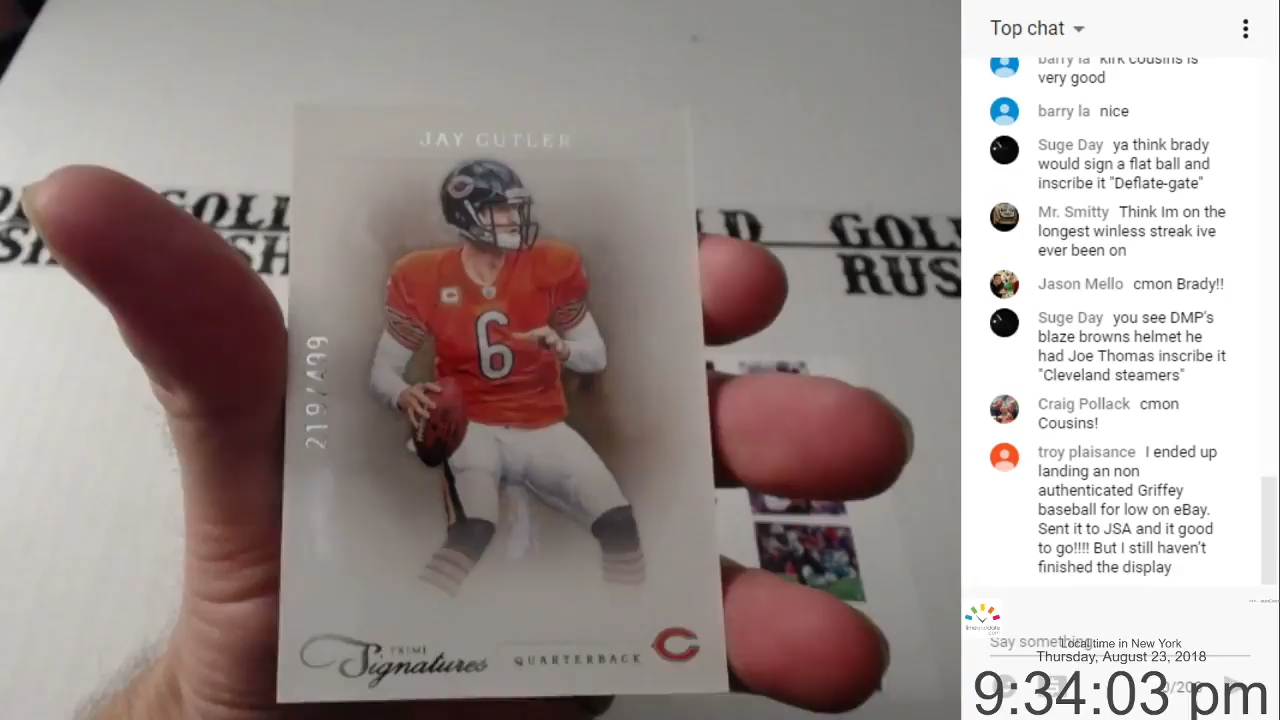 JAY CUTLER
6
219/499
PRIME
Signatures
QUARTERBACK
GOLD
RUSH
Top chat
barry la kirk cousins is
very good
barry la nice
Suge Day ya think brady
would sign a flat ball and
inscribe it "Deflate-gate"
Mr. Smitty Think Im on the
longest winless streak ive
ever been on
Jason Mello cmon Brady!!
Suge Day you see DMP's
blaze browns helmet he
had Joe Thomas inscribe it
"Cleveland steamers"
Craig Pollack cmon
Cousins!
troy plaisance I ended up
landing an non
authenticated Griffey
baseball for low on eBay.
Sent it to JSA and it good
to go!!!! But I still haven't
finished the display
Say something...
Local time in New York
Thursday, August 23, 2018
9:34:03 pm